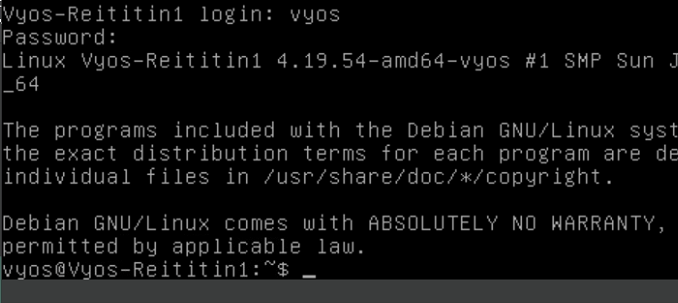 Vyos-Reititin1 login: vyos
Password:
Linux Vyos-Reititin1 4.19.54-amd64-vyos #1 SMP Sun J
_64
The programs included with the Debian GNU/Linux syst
the exact distribution terms for each program are de
individual files in /usr/share/doc/*/copyright.
Debian GNU/Linux comes with ABSOLUTELY NO WARRANTY,
permitted by applicable law.
vyos@Vyos-Reititin1:~$ _